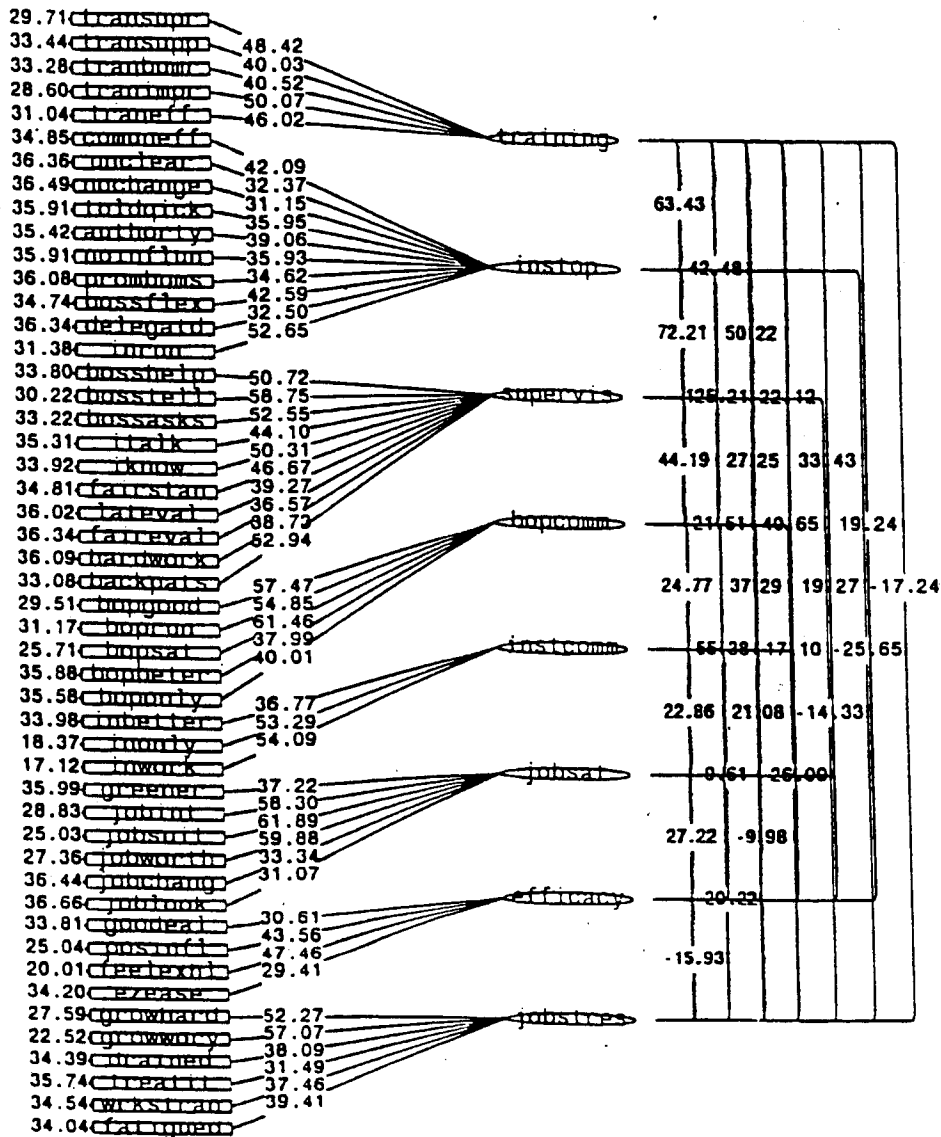 29.71 transupr
33.44 transupp 48.42
33.28 tranbomr 40.03
28.60 tranimpr 40.52
31.04 traneff 50.07
34.85 comuneff 46.02 training
36.36 unclear 42.09
36.49 nochange 32.37
35.91 toldqick 31.15 63.43
35.42 authorty 35.95
35.91 noinflun 39.06
36.08 35.93 instop 42.48
34.74 bossflex 34.62
36.34 delegatd 42.59
31.38 32.50 72.21 50.22
33.80 bosshelp 52.65
30.22 bosstell 50.72 supervis 125.21 22.12
33.22 bossasks 58.75
35.31 italk 52.55
33.92 iknow 44.10 44.19 27.25 33.43
34.81 fairstan 50.31
36.02 lateval 46.67
36.34 faireval 39.27
36.09 hardwork 36.57 bopcomm 21.51 40.65 19.24
33.08 backpats 52.94
29.51 bopgood 57.47 24.77 37.29 19.27 -17.24
31.17 bopron 54.85
25.71 bopsat 61.46
35.88 bopbeter 37.99 instcomm 55.38 17.10 -25.65
35.58 boponly 40.01
33.98 inbetter 36.77 22.86 21.08 -14.33
18.37 inonly 53.29
17.12 inwork 54.09
35.99 greener 37.22 jobsat 9.61 26.00
28.83 jobint 58.30
25.03 jobsuit 61.89 27.22 -9.98
27.36 jobworth 59.88
36.44 jobchang 33.34
36.66 joblook 31.07 efficacy 20.22
33.81 goodeal 30.61
25.04 posinfl 43.56 -15.93
20.01 feelexhl 47.46
34.20 ezease 29.41
27.59 growhard 52.27 jobstres
22.52 growwory 57.07
34.39 drained 38.09
35.74 treatit 31.49
34.54 wrkstran 37.46
34.04 fatigued 39.41